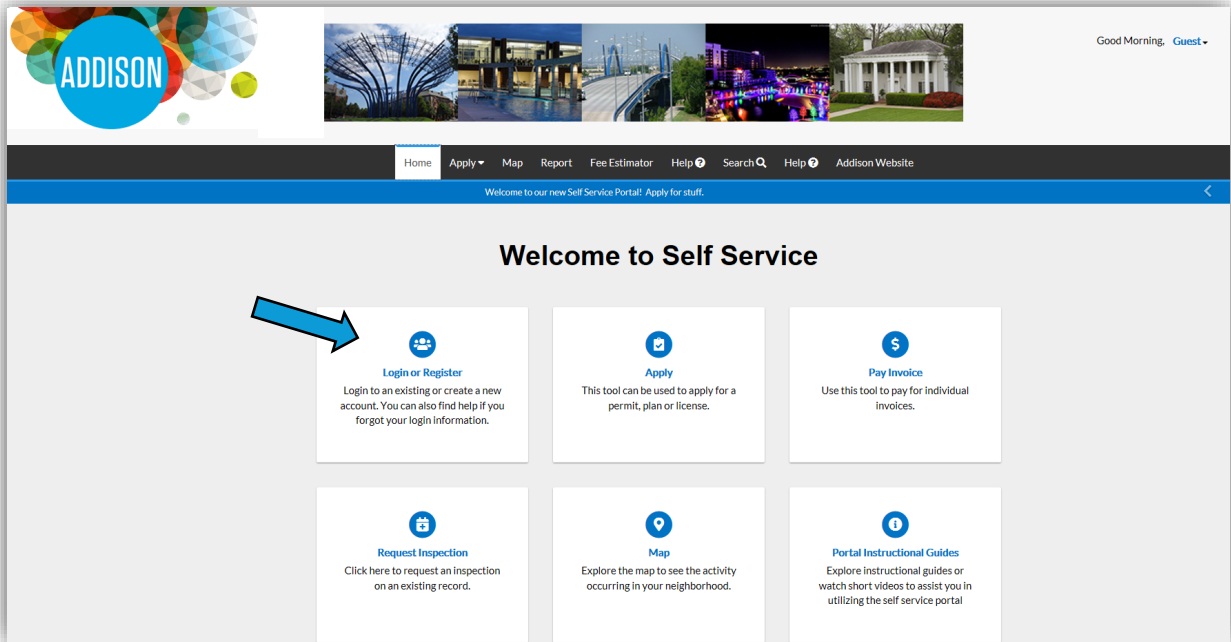 ADDISON
Good Morning, Guest
Home Apply Map Report Fee Estimator Help Search Help Addison Website
Welcome to our new Self Service Portal! Apply for stuff.
Welcome to Self Service
Login or Register
Login to an existing or create a new
account. You can also find help if you
forgot your login information.
Apply
This tool can be used to apply for a
permit, plan or license.
Pay Invoice
Use this tool to pay for individual
invoices.
Request Inspection
Click here to request an inspection
on an existing record.
Map
Explore the map to see the activity
occurring in your neighborhood.
Portal Instructional Guides
Explore instructional guides or
watch short videos to assist you in
utilizing the self service portal